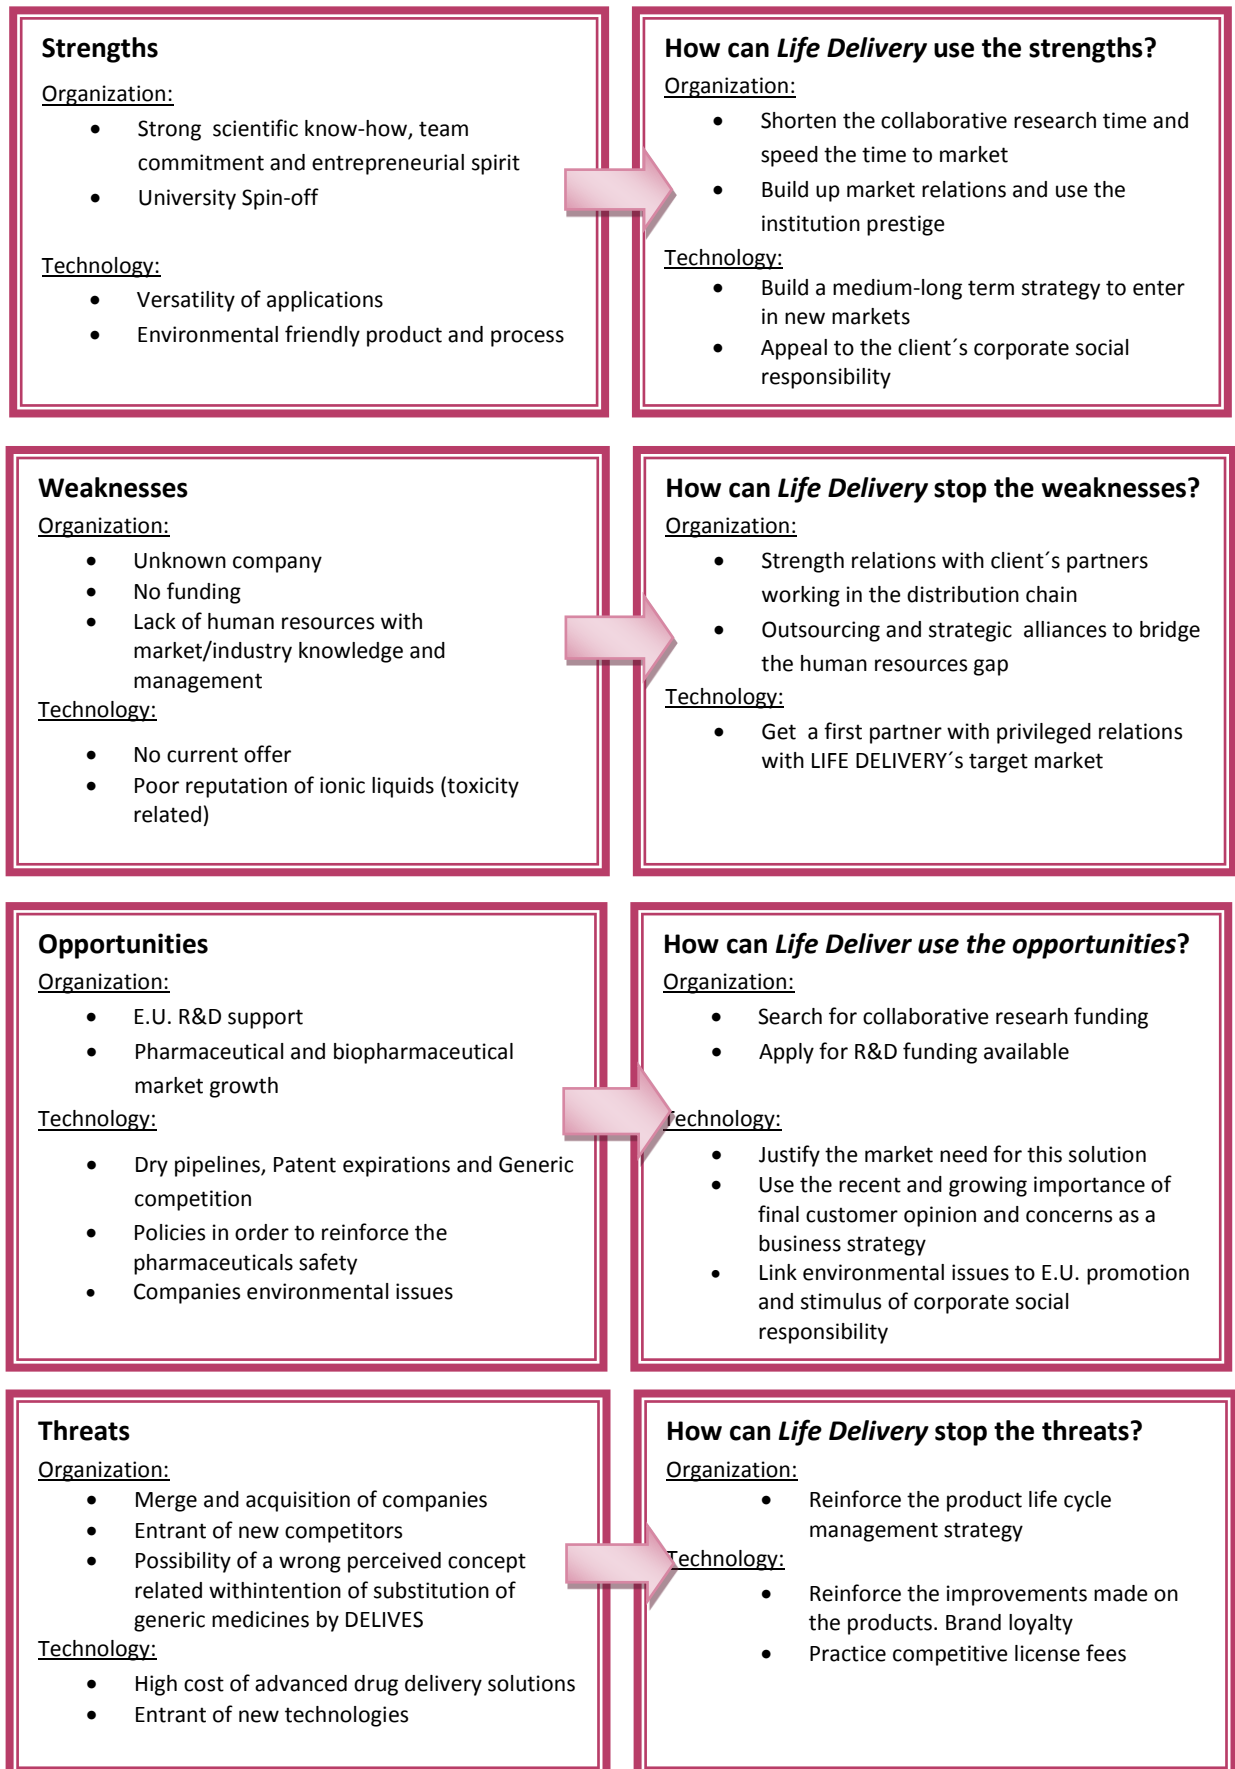 Strengths
Organization:
• Strong scientific know-how, team
commitment and entrepreneurial spirit
• University Spin-off
Technology:
• Versatility of applications
• Environmental friendly product and process
How can Life Delivery use the strengths?
Organization:
• Shorten the collaborative research time and
speed the time to market
• Build up market relations and use the
institution prestige
Technology:
• Build a medium-long term strategy to enter
in new markets
• Appeal to the client´s corporate social
responsibility
Weaknesses
Organization:
• Unknown company
• No funding
• Lack of human resources with
market/industry knowledge and
management
Technology:
• No current offer
• Poor reputation of ionic liquids (toxicity
related)
How can Life Delivery stop the weaknesses?
Organization:
• Strength relations with client´s partners
working in the distribution chain
• Outsourcing and strategic alliances to bridge
the human resources gap
Technology:
• Get a first partner with privileged relations
with LIFE DELIVERY´s target market
Opportunities
Organization:
• E.U. R&D support
• Pharmaceutical and biopharmaceutical
market growth
Technology:
• Dry pipelines, Patent expirations and Generic
competition
• Policies in order to reinforce the
pharmaceuticals safety
• Companies environmental issues
How can Life Deliver use the opportunities?
Organization:
• Search for collaborative researh funding
• Apply for R&D funding available
Technology:
• Justify the market need for this solution
• Use the recent and growing importance of
final customer opinion and concerns as a
business strategy
• Link environmental issues to E.U. promotion
and stimulus of corporate social
responsibility
Threats
Organization:
• Merge and acquisition of companies
• Entrant of new competitors
• Possibility of a wrong perceived concept
related withintention of substitution of
generic medicines by DELIVES
Technology:
• High cost of advanced drug delivery solutions
• Entrant of new technologies
How can Life Delivery stop the threats?
Organization:
• Reinforce the product life cycle
management strategy
Technology:
• Reinforce the improvements made on
the products. Brand loyalty
• Practice competitive license fees